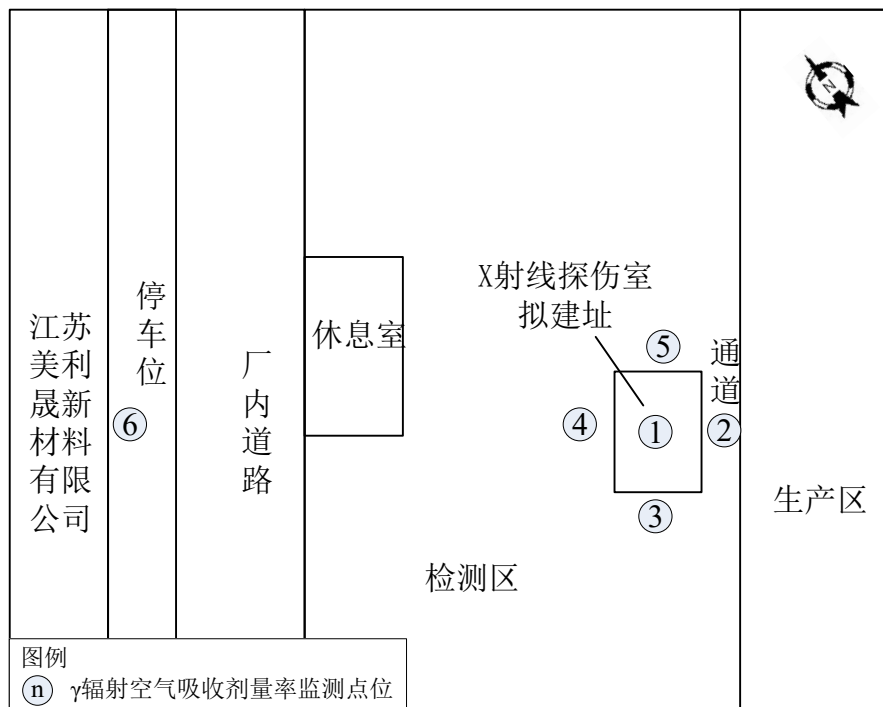 N
X射线探伤室
拟建址
停车位
休息室
江苏
美利
晟新
材料
有限
公司
厂内道路
通道
⑤
⑥
④
①
②
③
生产区
检测区
图例
n γ辐射空气吸收剂量率监测点位